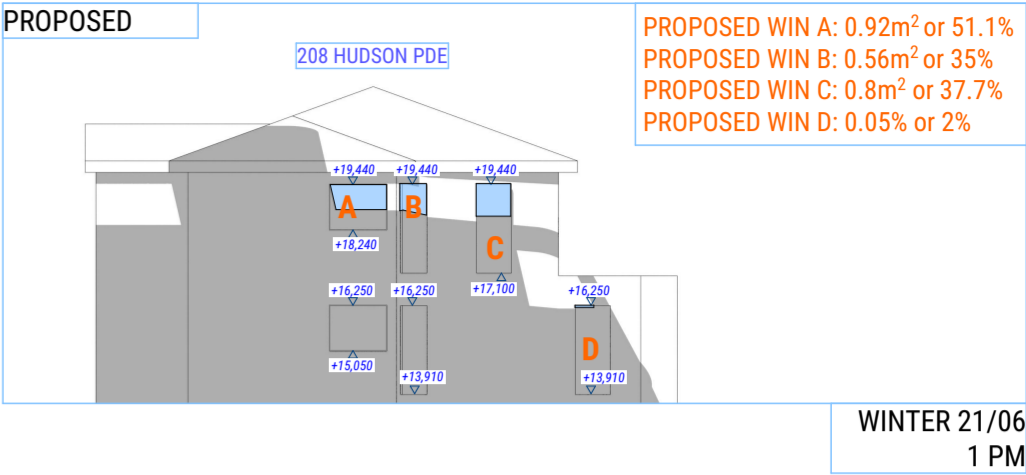 PROPOSED
208 HUDSON PDE
PROPOSED WIN A: 0.92m² or 51.1%
PROPOSED WIN B: 0.56m² or 35%
PROPOSED WIN C: 0.8m² or 37.7%
PROPOSED WIN D: 0.05% or 2%
+19,440 +19,440 +19,440
A B
+18,240
C
+16,250 +16,250 +17,100 +16,250
D
+15,050
+13,910 +13,910
WINTER 21/06
1 PM